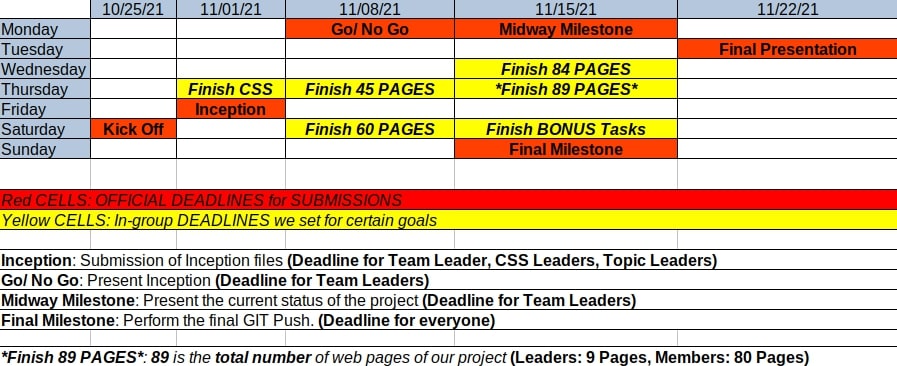 10/25/21 11/01/21 11/08/21 11/15/21 11/22/21
Monday Go/ No Go Midway Milestone
Tuesday Final Presentation
Wednesday Finish 84 PAGES
Thursday Finish CSS Finish 45 PAGES *Finish 89 PAGES*
Friday Inception
Saturday Kick Off Finish 60 PAGES Finish BONUS Tasks
Sunday Final Milestone
Red CELLS: OFFICIAL DEADLINES for SUBMISSIONS
Yellow CELLS: In-group DEADLINES we set for certain goals
Inception: Submission of Inception files (Deadline for Team Leader, CSS Leaders, Topic Leaders)
Go/ No Go: Present Inception (Deadline for Team Leaders)
Midway Milestone: Present the current status of the project (Deadline for Team Leaders)
Final Milestone: Perform the final GIT Push. (Deadline for everyone)
*Finish 89 PAGES*: 89 is the total number of web pages of our project (Leaders: 9 Pages, Members: 80 Pages)